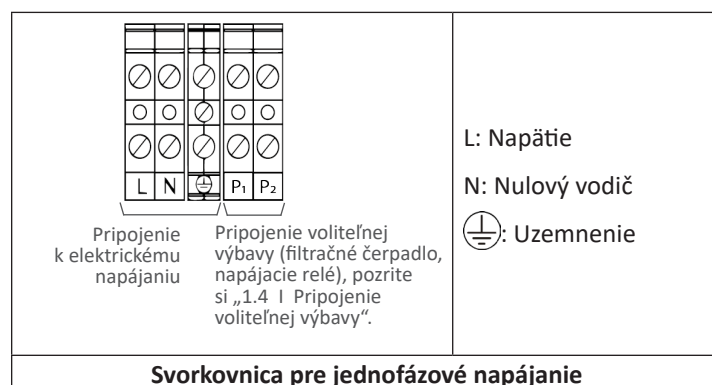 L N P₁ P₂
Pripojenie
k elektrickému
napájaniu
Pripojenie voliteľnej
výbavy (filtračné čerpadlo,
napájacie relé), pozrite
si „1.4 I Pripojenie
voliteľnej výbavy“.
L: Napätie
N: Nulový vodič
: Uzemnenie
Svorkovnica pre jednofázové napájanie